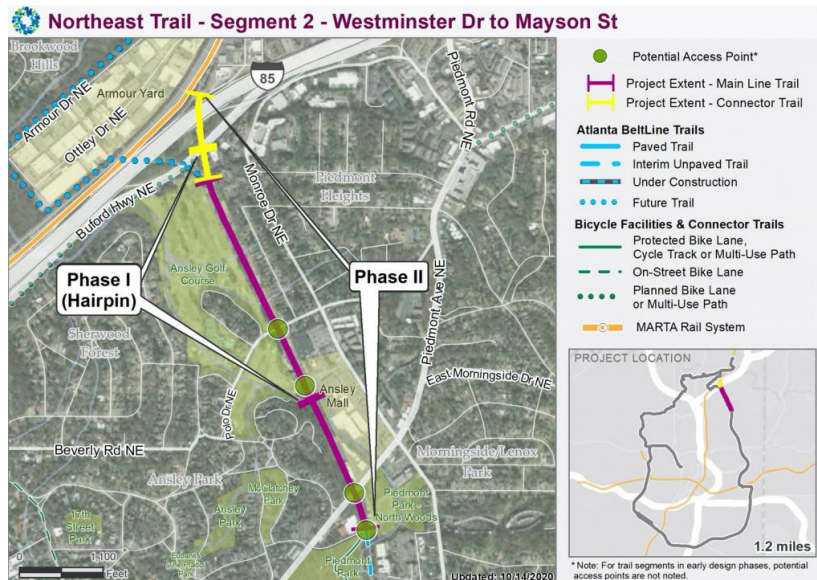 Northeast Trail - Segment 2 - Westminster Dr to Mayson St
Brookwood
Hills
Armour Yard
Armour Dr NE
Ottley Dr NE
85
Piedmont Rd NE
Buford Hwy NE
Monroe Dr NE
Piedmont
Heights
Phase I
(Hairpin)
Ansley Golf
Course
Phase II
Piedmont Ave NE
Sherwood
Forest
Ansley
Mall
East Morningside Dr NE
Polo Dr NE
Beverly Rd NE
Ansley Park
Morningside/Lenox
Park
McClatchey
Park
Ansley
Park
17th
Street
Park
Piedmont
Park -
North Woods
Piedmont
Park
0 1,100
Feet
Updated: 10/14/2020
Potential Access Point*
Project Extent - Main Line Trail
Project Extent - Connector Trail
Atlanta BeltLine Trails
Paved Trail
Interim Unpaved Trail
Under Construction
Future Trail
Bicycle Facilities & Connector Trails
Protected Bike Lane,
Cycle Track or Multi-Use Path
On-Street Bike Lane
Planned Bike Lane
or Multi-Use Path
MARTA Rail System
PROJECT LOCATION
1.2 miles
* Note: For trail segments in early design phases, potential
access points are not noted.